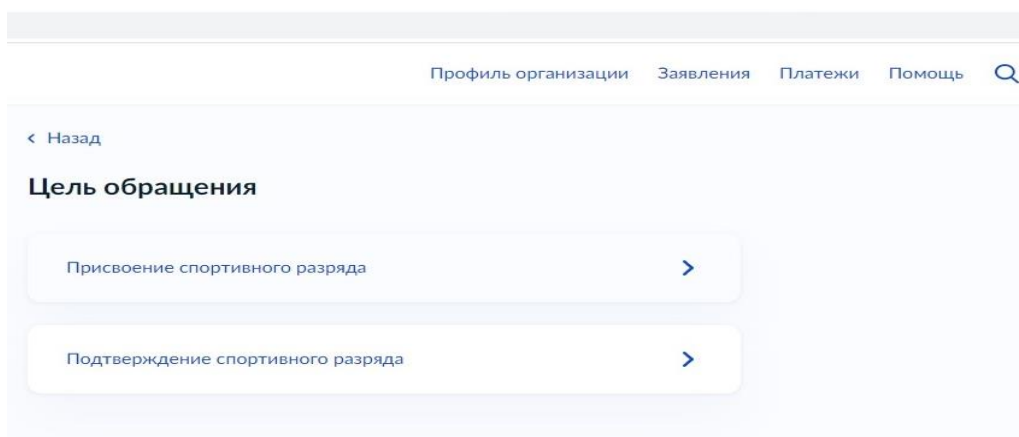 Профиль организации Заявления Платежи Помощь
Назад
Цель обращения
Присвоение спортивного разряда
Подтверждение спортивного разряда